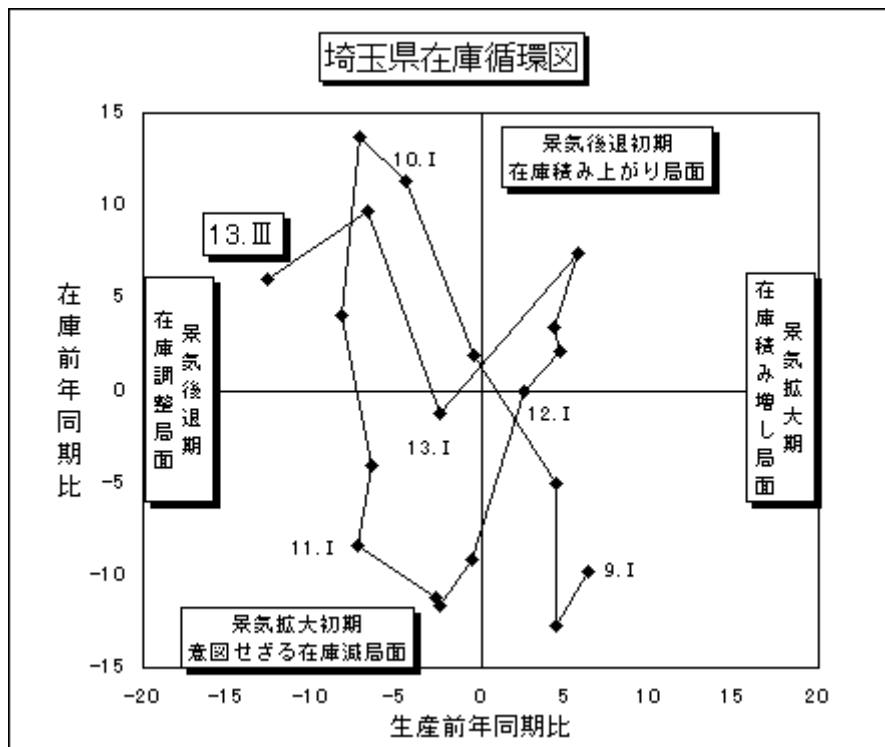 埼玉県在庫循環図
15
10
5
0
-5
-10
-15
在庫前年同期比
景気後退初期
在庫積み上がり局面
10.Ⅰ
13.Ⅲ
景気後退期
在庫調整局面
景気拡大期
在庫積み増し局面
12.Ⅰ
13.Ⅰ
11.Ⅰ
9.Ⅰ
景気拡大初期
意図せざる在庫減局面
-20 -15 -10 -5 0 5 10 15 20
生産前年同期比